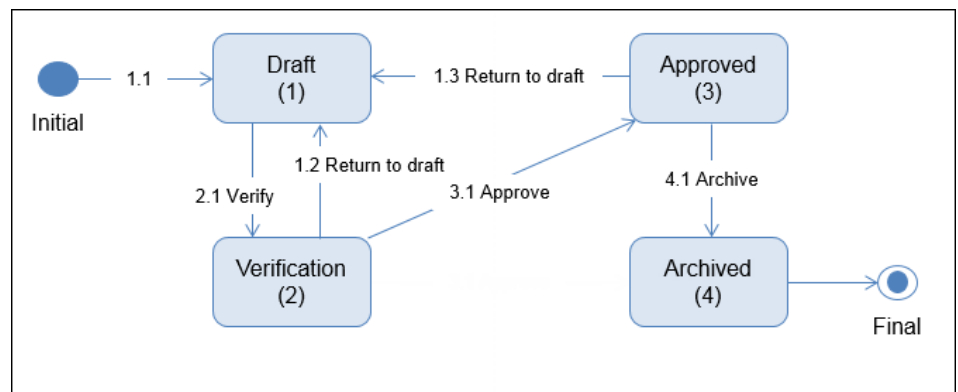 Initial
1.1
Draft
(1)
1.3 Return to draft
Approved
(3)
2.1 Verify
1.2 Return to draft
3.1 Approve
4.1 Archive
Verification
(2)
Archived
(4)
Final